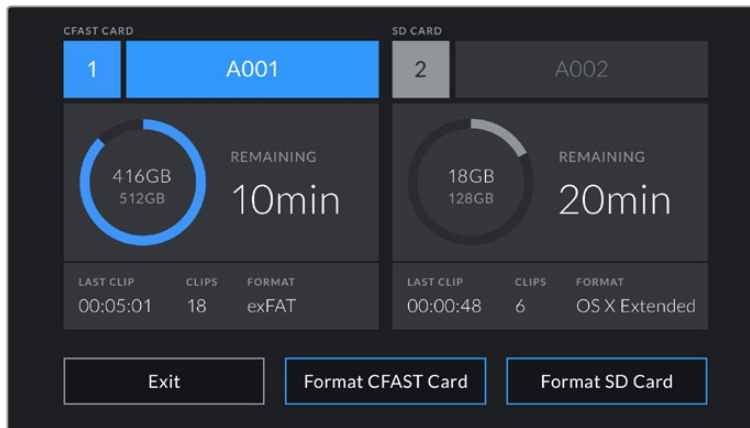 CFAST CARD
1 A001
416GB
512GB
REMAINING
10min
LAST CLIP CLIPS FORMAT
00:05:01 18 exFAT
SD CARD
2 A002
18GB
128GB
REMAINING
20min
LAST CLIP CLIPS FORMAT
00:00:48 6 OS X Extended
Exit Format CFAST Card Format SD Card